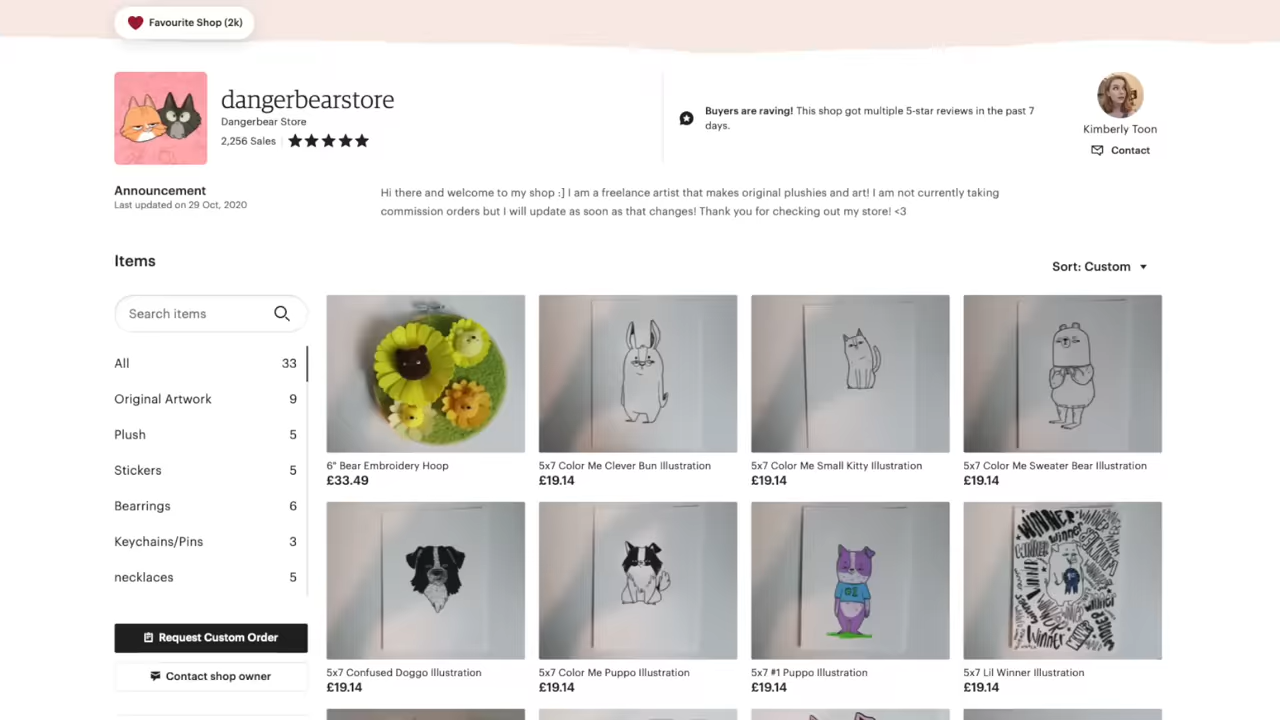 Favourite Shop (2k)
dangerbearstore
Dangerbear Store
2,256 Sales
Buyers are raving! This shop got multiple 5-star reviews in the past 7
days.
Kimberly Toon
Contact
Announcement
Last updated on 29 Oct, 2020
Hi there and welcome to my shop :] I am a freelance artist that makes original plushies and art! I am not currently taking
commission orders but I will update as soon as that changes! Thank you for checking out my store! <3
Items
Sort: Custom
Search items
All 33
Original Artwork 9
Plush 5
Stickers 5
Bearrings 6
Keychains/Pins 3
necklaces 5
Request Custom Order
Contact shop owner
6" Bear Embroidery Hoop
£33.49
5x7 Color Me Clever Bun Illustration
£19.14
5x7 Color Me Small Kitty Illustration
£19.14
5x7 Color Me Sweater Bear Illustration
£19.14
WINNER
Winner
WINNER
winner
Winner
5x7 Confused Doggo Illustration
£19.14
5x7 Color Me Puppo Illustration
£19.14
5x7 #1 Puppo Illustration
£19.14
5x7 Lil Winner Illustration
£19.14